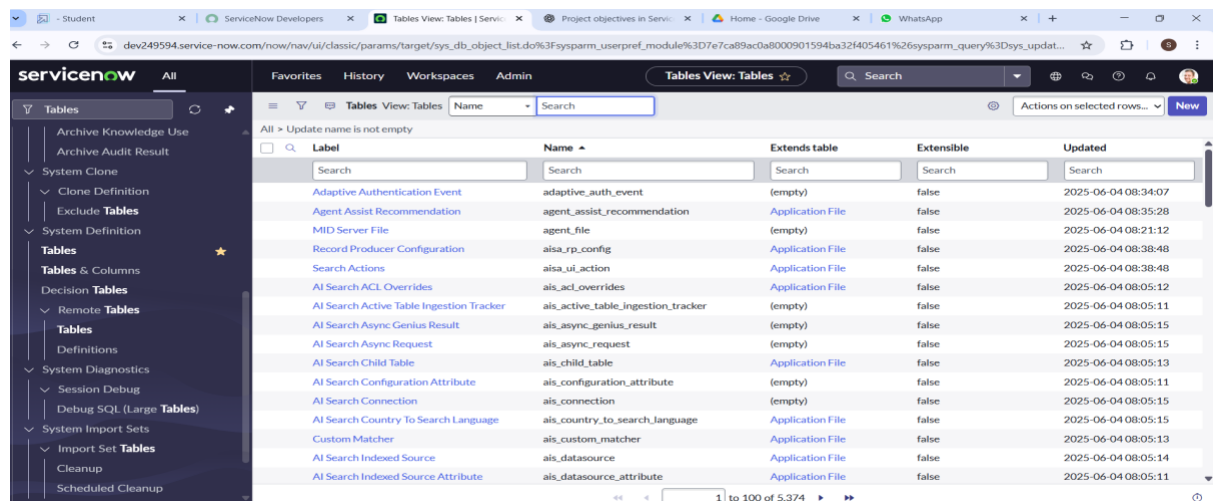 - Student
ServiceNow Developers
Tables View: Tables | Servic
Project objectives in Servic
Home - Google Drive
WhatsApp
dev249594.service-now.com/now/nav/ui/classic/params/target/sys_db_object_list.do%3Fsysparm_userpref_module%3D7e7ca89ac0a8000901594ba32f405461%26sysparm_query%3Dsys_updat...
S
servicenow All Favorites History Workspaces Admin Tables View: Tables Search
Tables
Tables View: Tables Name Search Actions on selected rows... New
All > Update name is not empty
Archive Knowledge Use
Archive Audit Result
System Clone
Clone Definition
Exclude Tables
System Definition
Tables
Tables & Columns
Decision Tables
Remote Tables
Tables
Definitions
System Diagnostics
Session Debug
Debug SQL (Large Tables)
System Import Sets
Import Set Tables
Cleanup
Scheduled Cleanup
Label Name Extends table Extensible Updated
Search Search Search Search Search
Adaptive Authentication Event adaptive_auth_event (empty) false 2025-06-04 08:34:07
Agent Assist Recommendation agent_assist_recommendation Application File false 2025-06-04 08:35:28
MID Server File agent_file (empty) false 2025-06-04 08:21:12
Record Producer Configuration aisa_rp_config Application File false 2025-06-04 08:38:48
Search Actions aisa_ui_action Application File false 2025-06-04 08:38:48
AI Search ACL Overrides ais_acl_overrides Application File false 2025-06-04 08:05:12
AI Search Active Table Ingestion Tracker ais_active_table_ingestion_tracker (empty) false 2025-06-04 08:05:11
AI Search Async Genius Result ais_async_genius_result (empty) false 2025-06-04 08:05:15
AI Search Async Request ais_async_request (empty) false 2025-06-04 08:05:15
AI Search Child Table ais_child_table Application File false 2025-06-04 08:05:13
AI Search Configuration Attribute ais_configuration_attribute (empty) false 2025-06-04 08:05:11
AI Search Connection ais_connection (empty) false 2025-06-04 08:05:15
AI Search Country To Search Language ais_country_to_search_language Application File false 2025-06-04 08:05:15
Custom Matcher ais_custom_matcher Application File false 2025-06-04 08:05:13
AI Search Indexed Source ais_datasource Application File false 2025-06-04 08:05:14
AI Search Indexed Source Attribute ais_datasource_attribute Application File false 2025-06-04 08:05:11
1 to 100 of 5,374